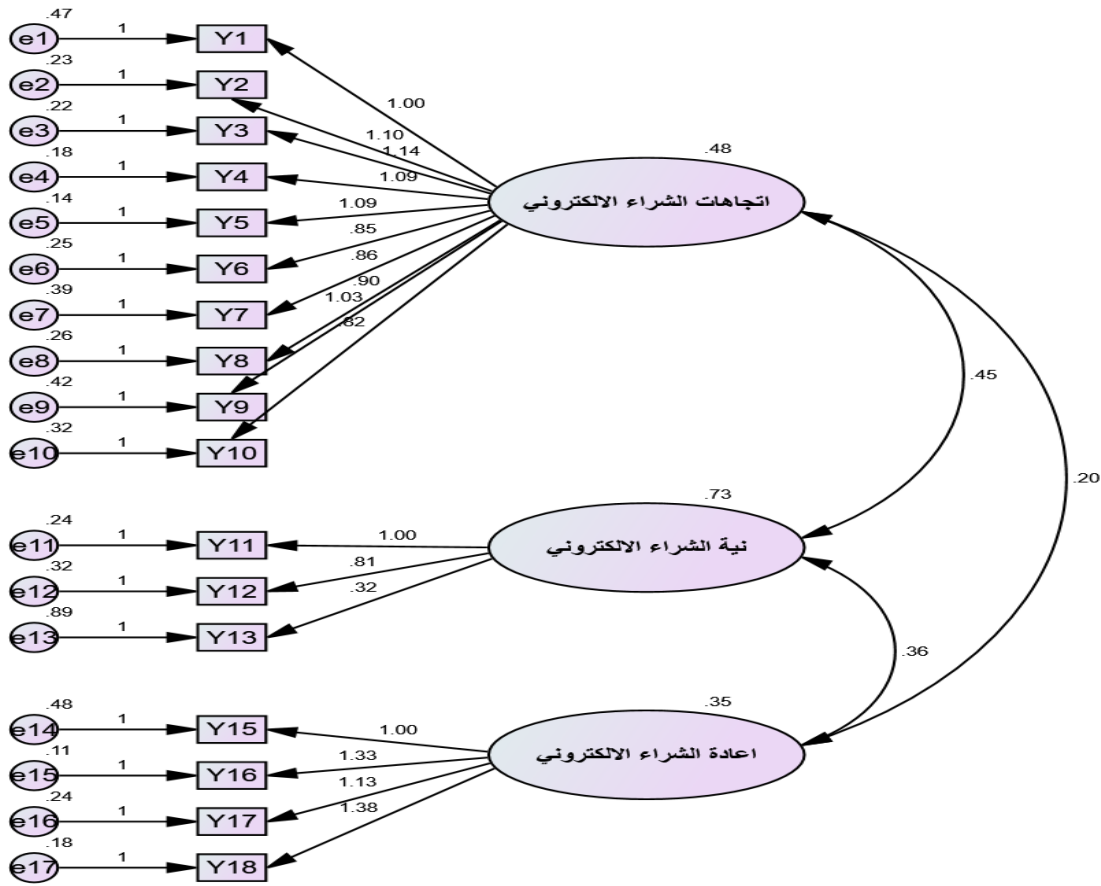 .47
e1 1 Y1
.23
e2 1 Y2
.22
e3 1 Y3
.18
e4 1 Y4
.14
e5 1 Y5
.25
e6 1 Y6
.39
e7 1 Y7
.26
e8 1 Y8
.42
e9 1 Y9
.32
e10 1 Y10
1.00
1.10
1.14
1.09
1.09
.85
.86
.90
1.03
.82
.48
اتجاهات الشراء الالكتروني
.45
.20
.24
e11 1 Y11
.32
e12 1 Y12
.89
e13 1 Y13
1.00
.81
.32
.73
نية الشراء الالكتروني
.36
.48
e14 1 Y15
.11
e15 1 Y16
.24
e16 1 Y17
.18
e17 1 Y18
1.00
1.33
1.13
1.38
.35
اعادة الشراء الالكتروني